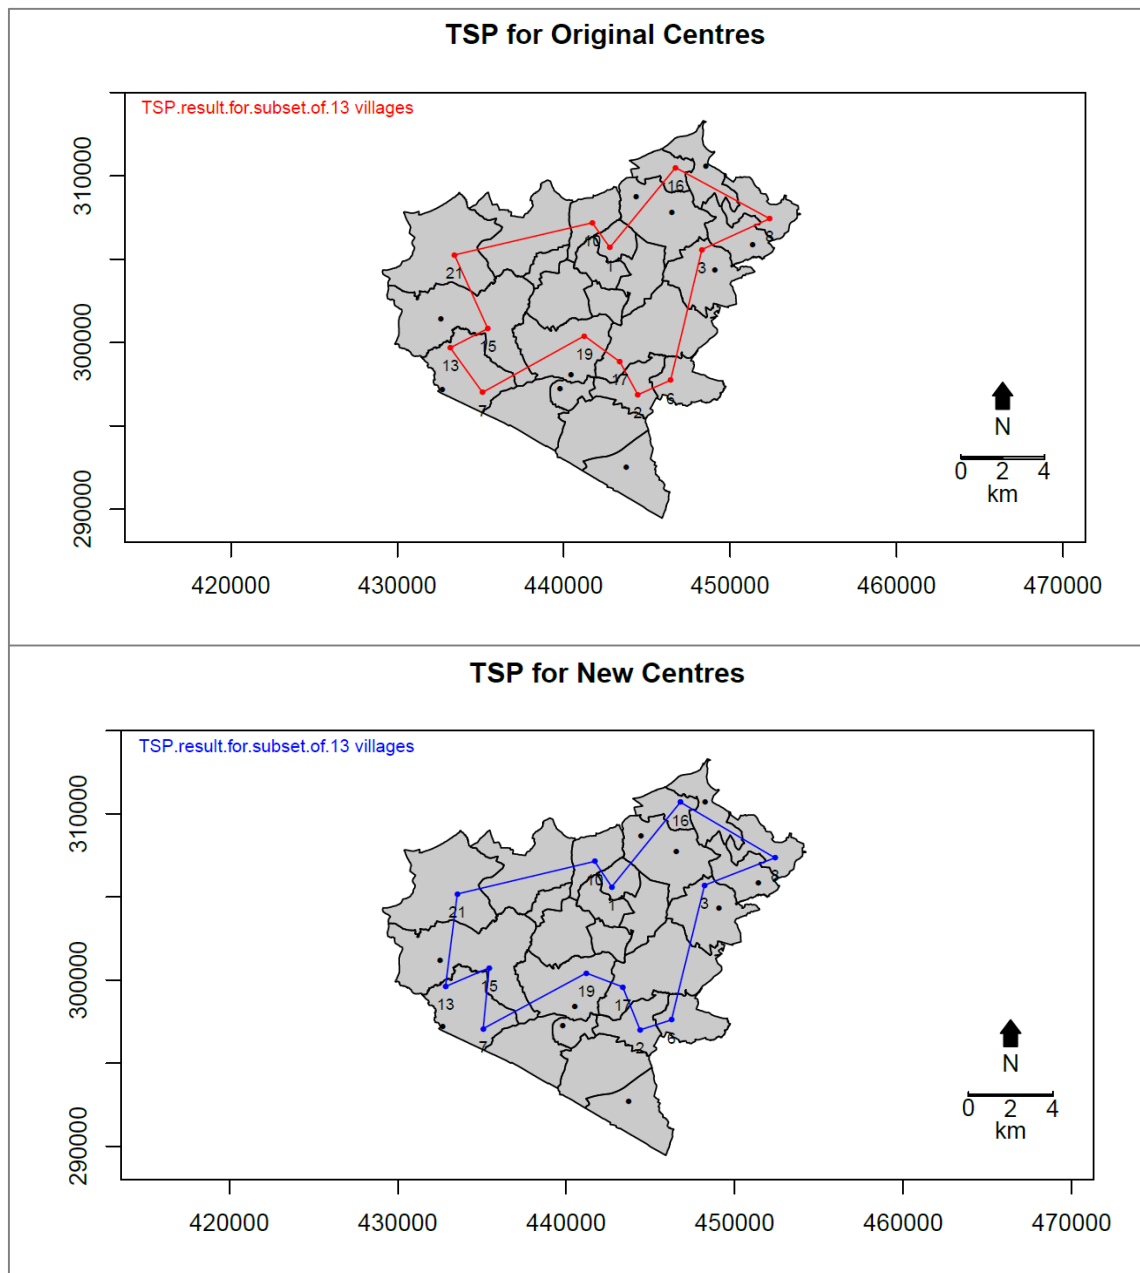 TSP for Original Centres
TSP.result.for.subset.of.13 villages
310000
300000
290000
16
8
10
1
3
21
15
19
13
17
7
2
6
N
0 2 4
km
420000 430000 440000 450000 460000 470000
TSP for New Centres
TSP.result.for.subset.of.13 villages
310000
300000
290000
16
8
10
1
3
21
15
19
13
17
7
2
6
N
0 2 4
km
420000 430000 440000 450000 460000 470000